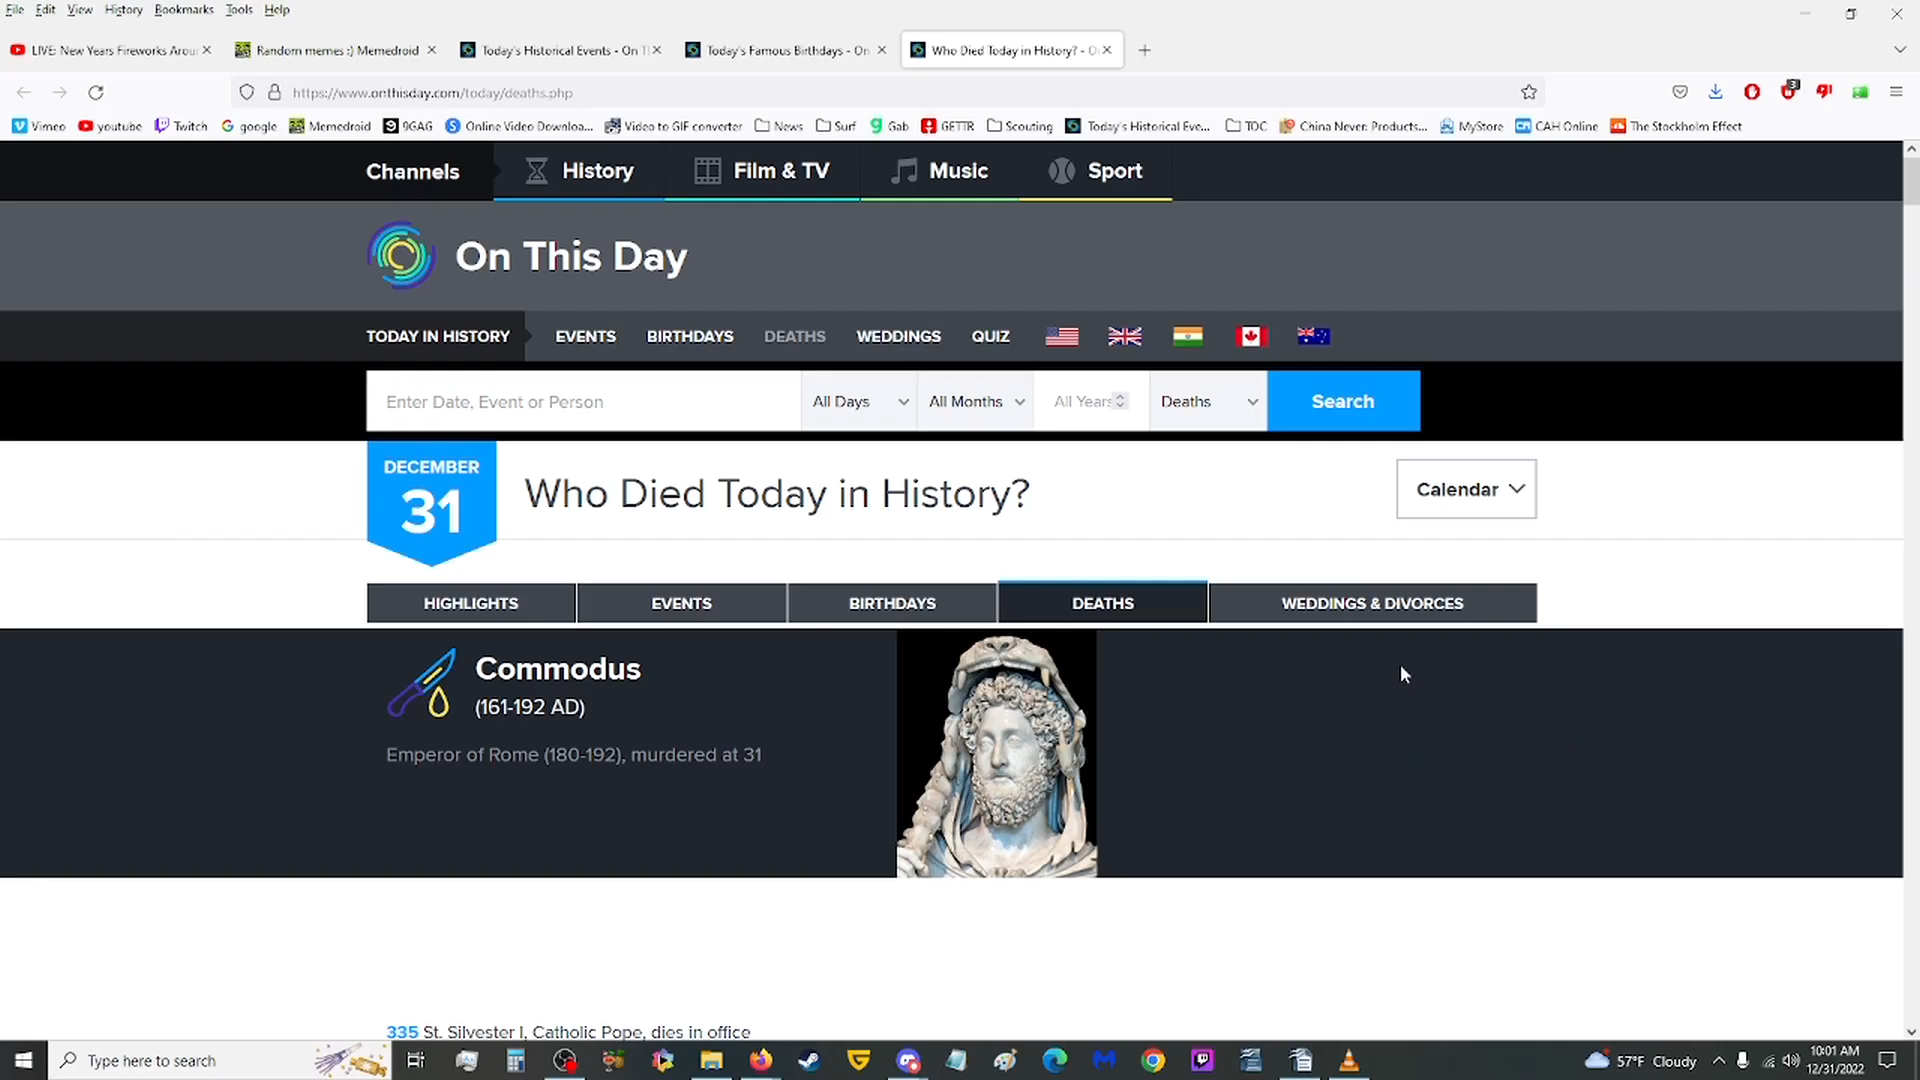 File Edit View History Bookmarks Tools Help
LIVE: New Years Fireworks Arou
Random memes :) Memedroid
Today's Historical Events - On T
Today's Famous Birthdays - On
Who Died Today in History? - O
https://www.onthisday.com/today/deaths.php
3
Vimeo youtube Twitch google Memedroid 9GAG Online Video Downloa... Video to GIF converter News Surf Gab GETTR Scouting Today's Historical Eve... TOC China Never: Products... MyStore CAH Online The Stockholm Effect
Channels History Film & TV Music Sport
On This Day
TODAY IN HISTORY EVENTS BIRTHDAYS DEATHS WEDDINGS QUIZ
Enter Date, Event or Person All Days All Months All Years Deaths Search
DECEMBER
31
Who Died Today in History?
Calendar
HIGHLIGHTS EVENTS BIRTHDAYS DEATHS WEDDINGS & DIVORCES
Commodus
(161-192 AD)
Emperor of Rome (180-192), murdered at 31
335 St. Silvester I, Catholic Pope, dies in office
Type here to search
57°F Cloudy
10:01 AM
12/31/2022